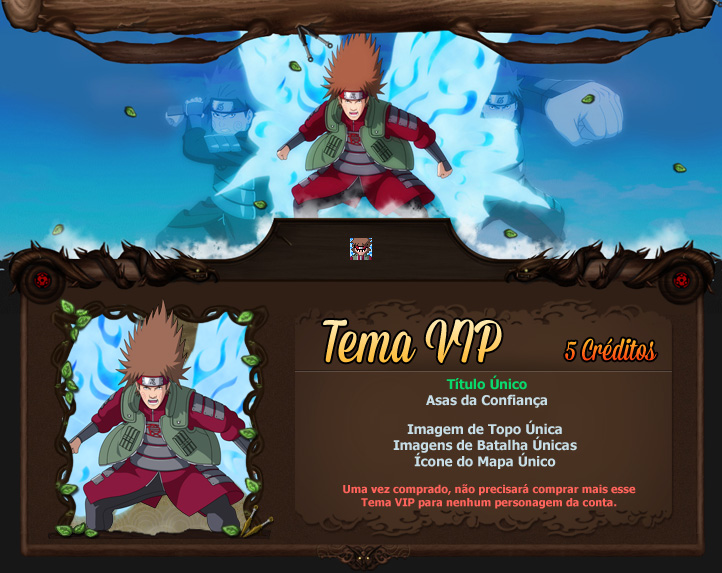 Tema VIP
5 Créditos
Título Único
Asas da Confiança
Imagem de Topo Única
Imagens de Batalha Únicas
Ícone do Mapa Único
Uma vez comprado, não precisará comprar mais esse
Tema VIP para nenhum personagem da conta.